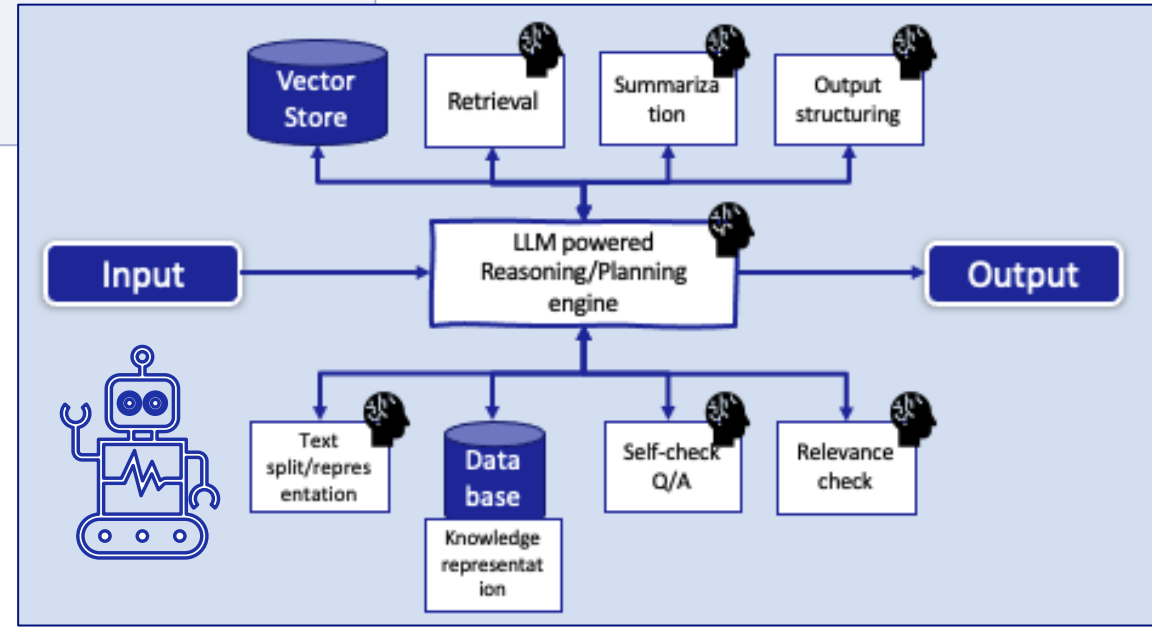 Vector
Store
Retrieval
Summariza
tion
Output
structuring
Input
LLM powered
Reasoning/Planning
engine
Output
Text
split/repres
entation
Data
base
Knowledge
representat
ion
Self-check
Q/A
Relevance
check